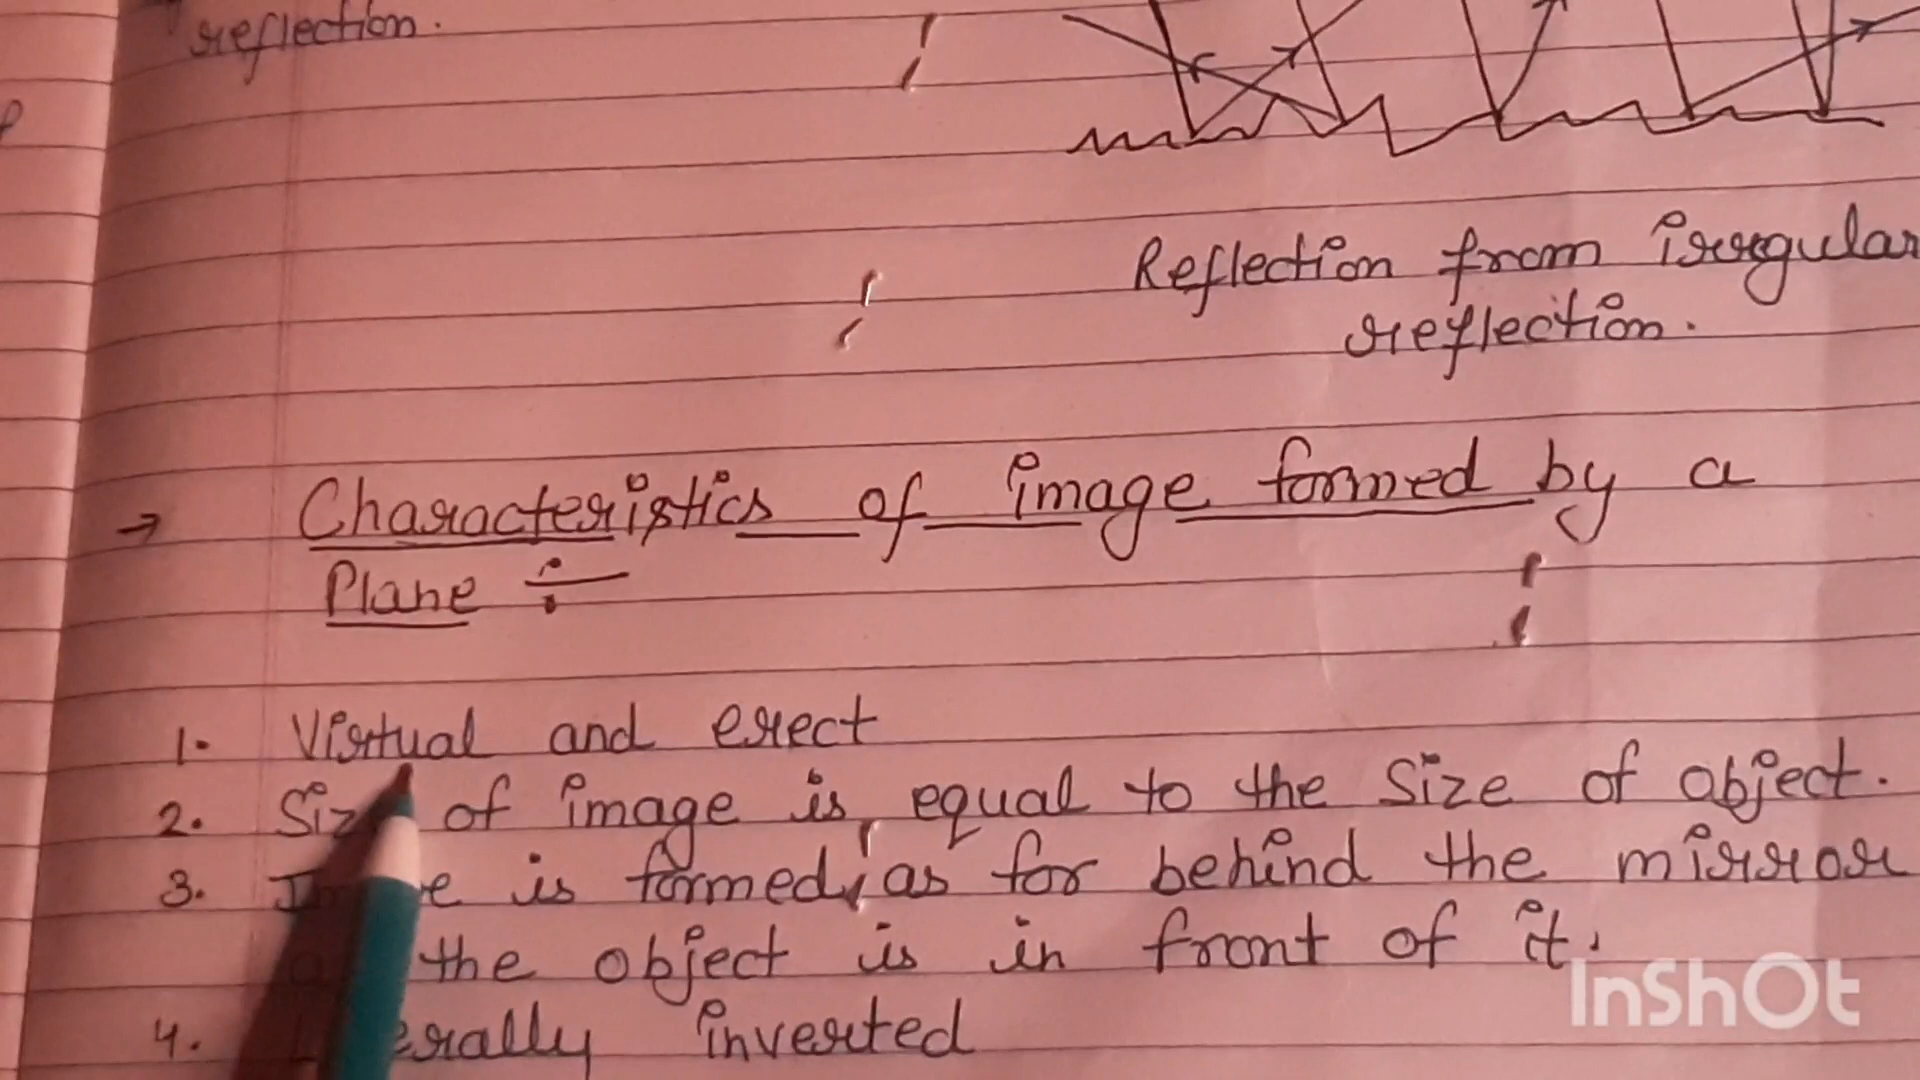 reflection.
Reflection from irregular
reflection.
→ Characteristics of image formed by a
Plane :-
1. Virtual and erect
2. Size of image is equal to the Size of object.
3. is formed, as for behind the mirror
the object is in front of it.
4. inverted
InShOt